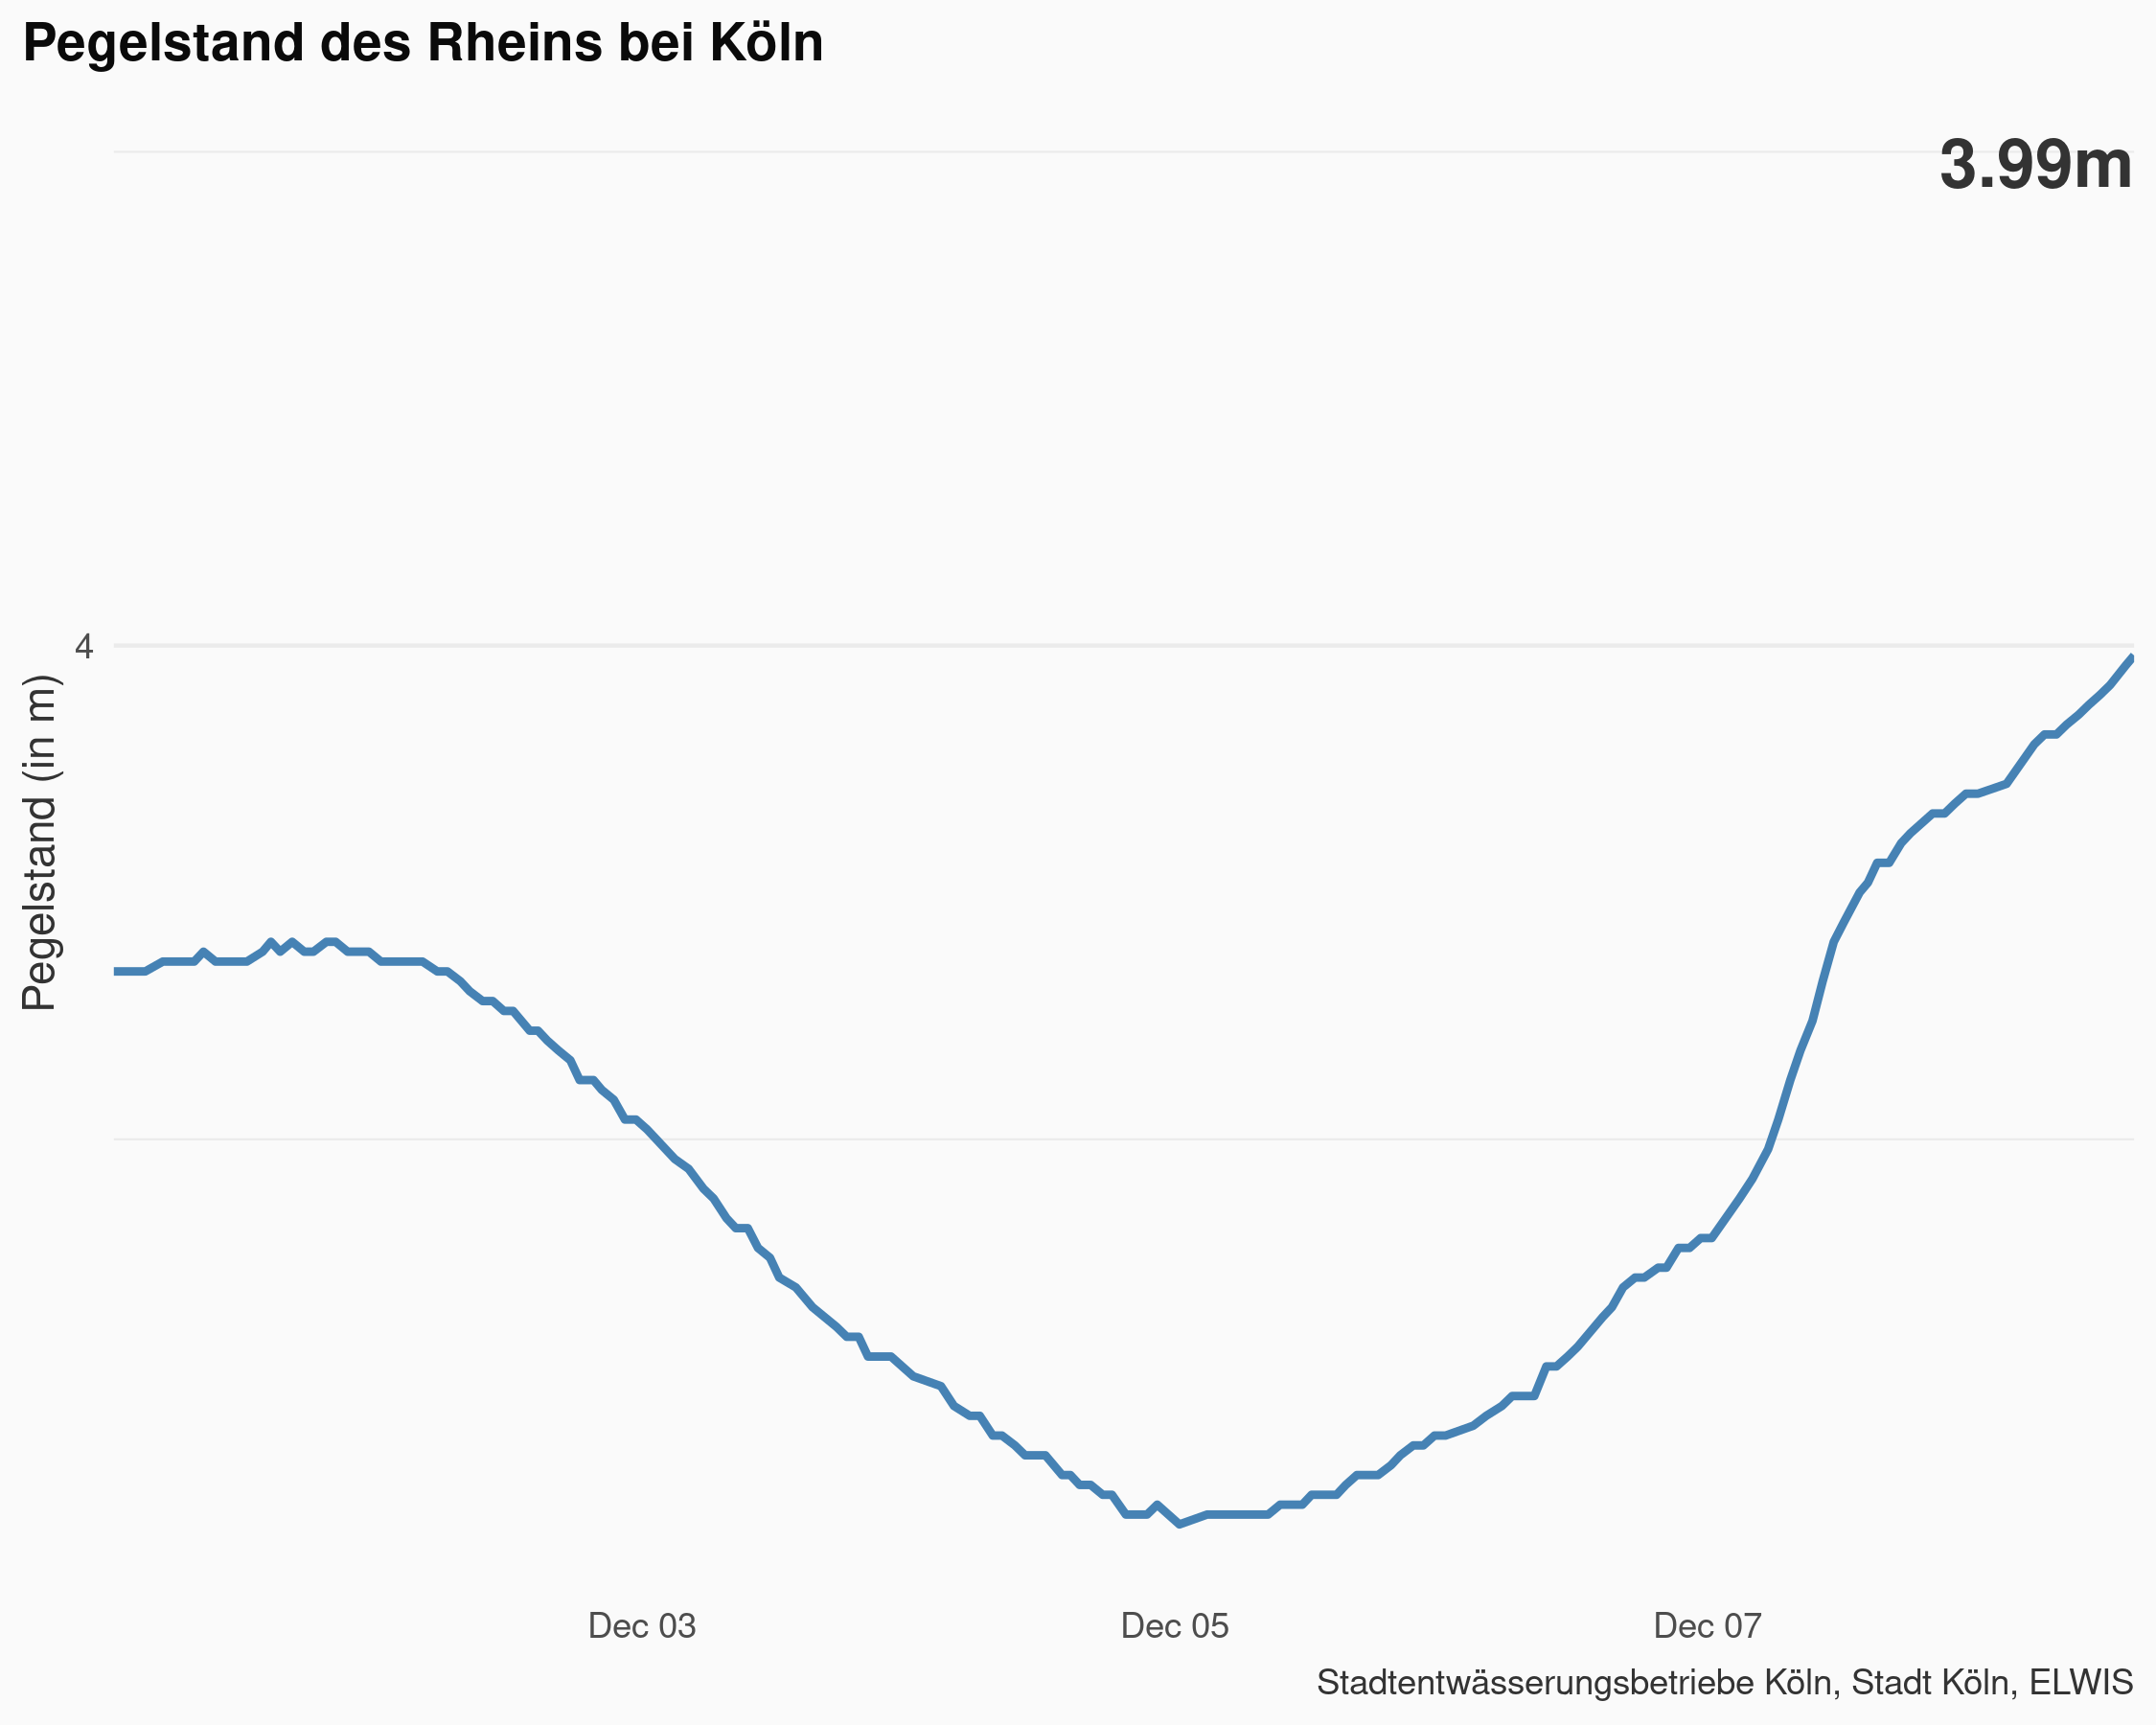 Pegelstand des Rheins bei Köln
3.99m
4
Pegelstand (in m)
Dec 03
Dec 05
Dec 07
Stadtentwässerungsbetriebe Köln, Stadt Köln, ELWIS